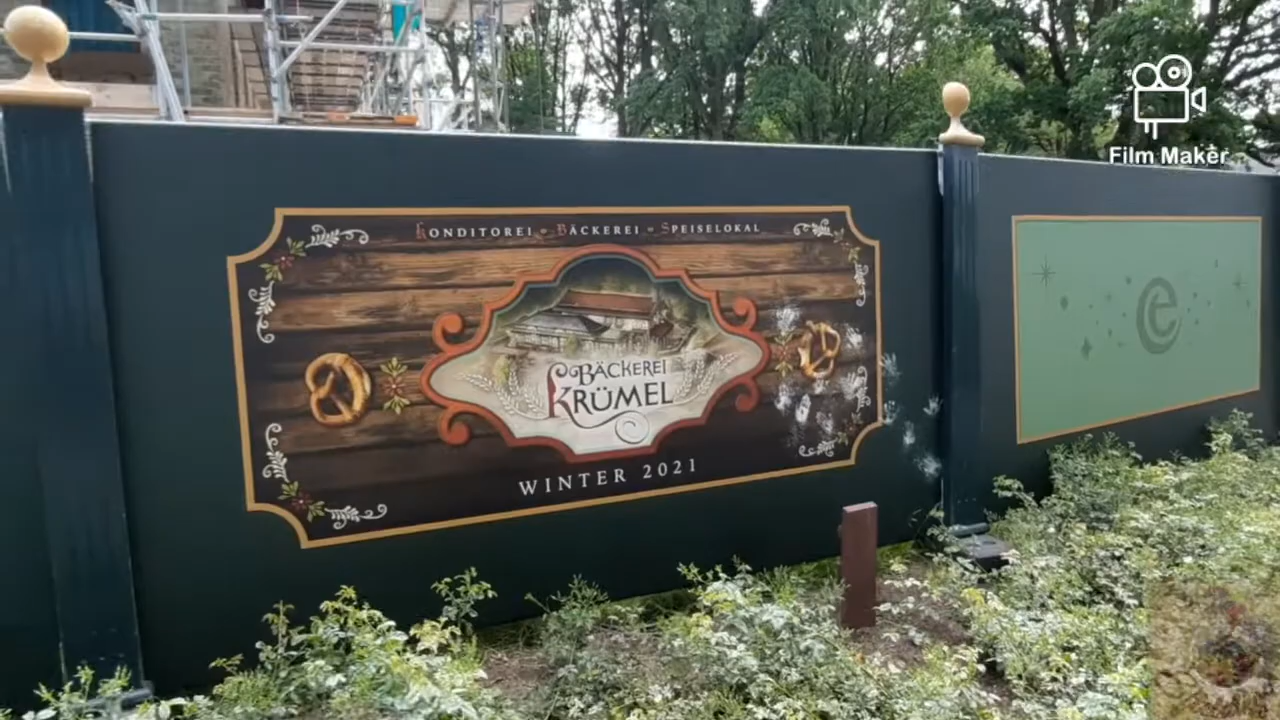 Film Maker
KONDITOREI - BÄCKEREI - SPEISELOKAL
BÄCKEREI
KRÜMEL
WINTER 2021
e